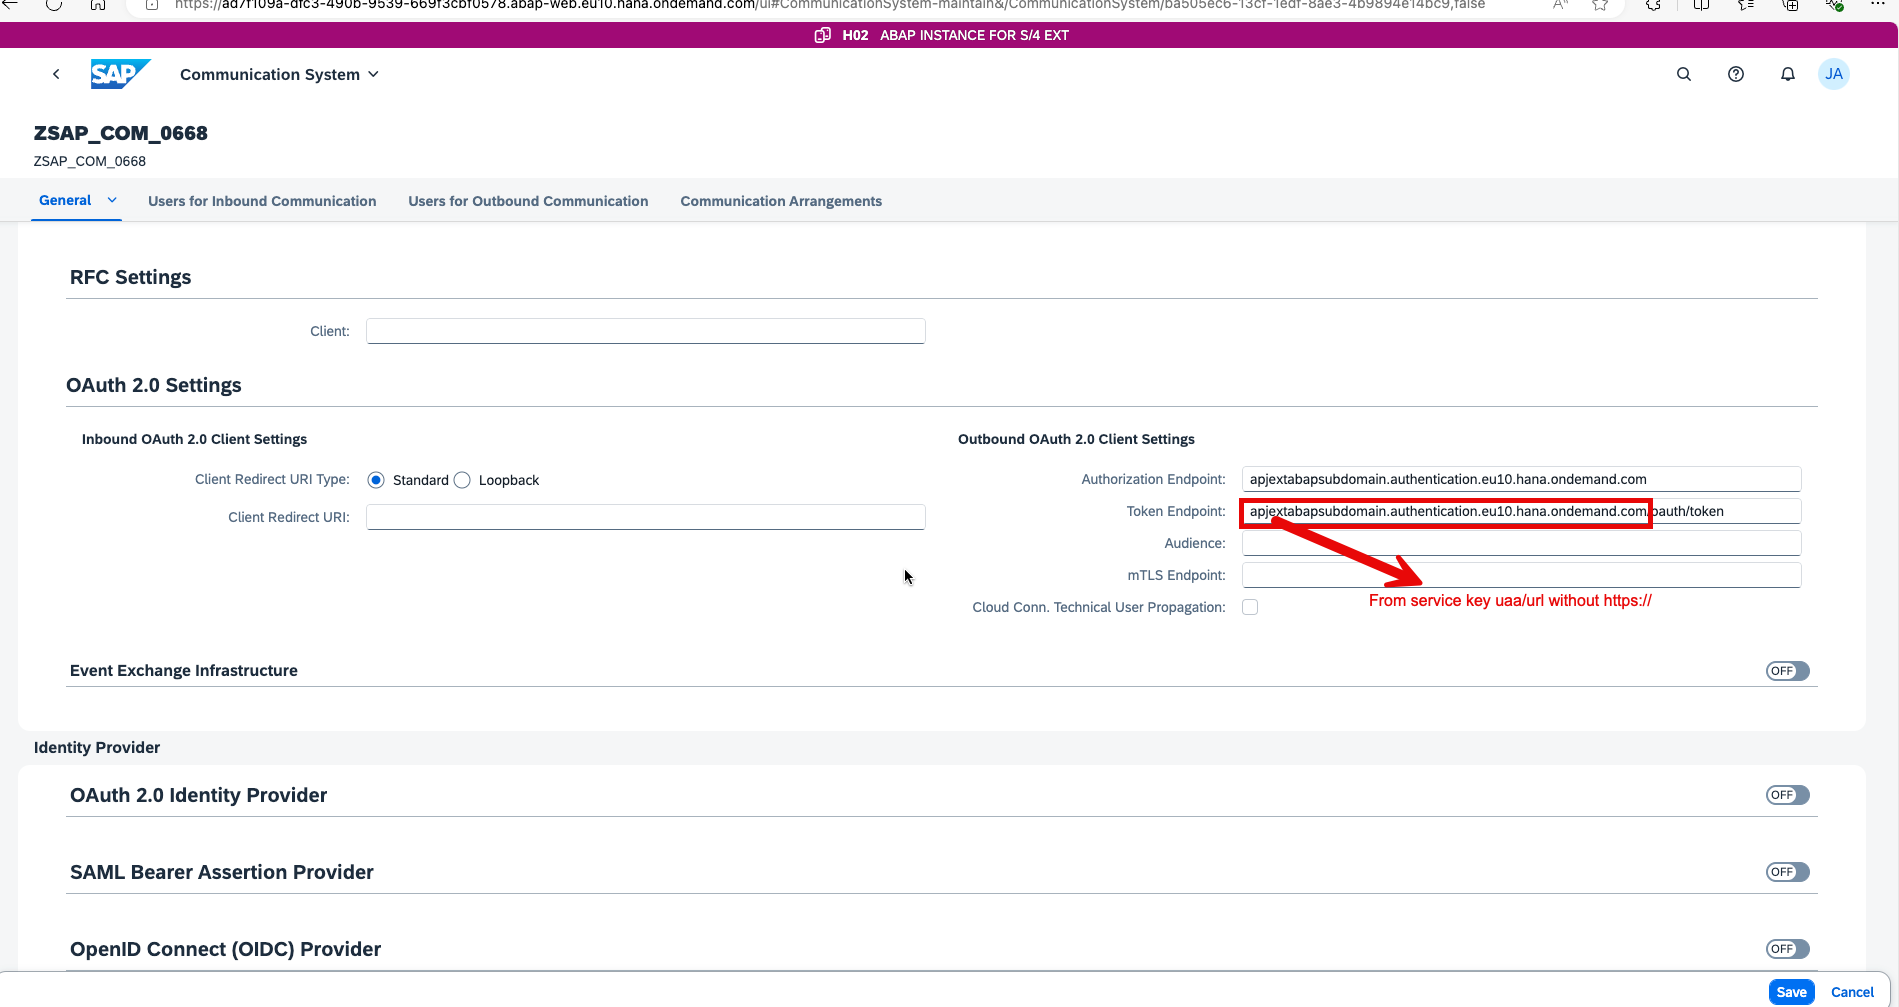 https://ad7f109a-dfc3-490b-9539-669f3cbf0578.abap-web.eu10.hana.ondemand.com/ui#CommunicationSystem-maintain&/CommunicationSystem/ba505ec6-13cf-1edf-8ae3-4b9894e14bc9,false
H02 ABAP INSTANCE FOR S/4 EXT
SAP Communication System JA
ZSAP_COM_0668
ZSAP_COM_0668
General Users for Inbound Communication Users for Outbound Communication Communication Arrangements
RFC Settings
Client:
OAuth 2.0 Settings
Inbound OAuth 2.0 Client Settings Outbound OAuth 2.0 Client Settings
Client Redirect URI Type: Standard Loopback Authorization Endpoint: apjextabapsubdomain.authentication.eu10.hana.ondemand.com
Client Redirect URI: Token Endpoint: apjextabapsubdomain.authentication.eu10.hana.ondemand.com/oauth/token
Audience:
mTLS Endpoint:
From service key uaa/url without https://
Cloud Conn. Technical User Propagation:
Event Exchange Infrastructure OFF
Identity Provider
OAuth 2.0 Identity Provider OFF
SAML Bearer Assertion Provider OFF
OpenID Connect (OIDC) Provider OFF
Save Cancel